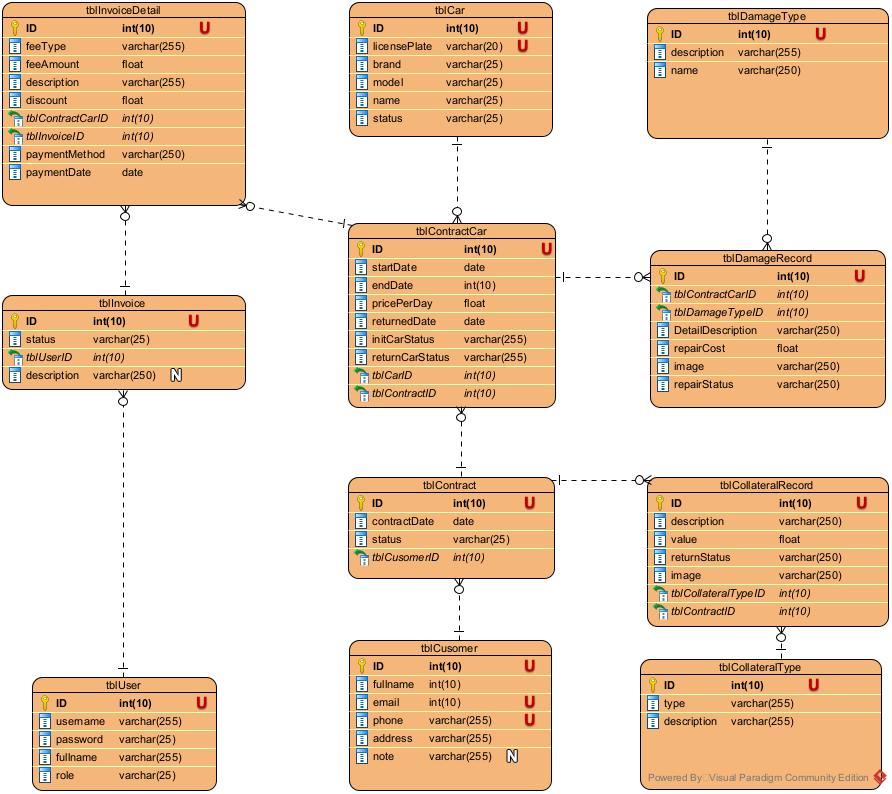 tblInvoiceDetail
ID int(10) U
feeType varchar(255)
feeAmount float
description varchar(255)
discount float
tblContractCarID int(10)
tblInvoiceID int(10)
paymentMethod varchar(250)
paymentDate date
tblCar
ID int(10) U
licensePlate varchar(20) U
brand varchar(25)
model varchar(25)
name varchar(25)
status varchar(25)
tblDamageType
ID int(10) U
description varchar(255)
name varchar(250)
tblContractCar
ID int(10) U
startDate date
endDate int(10)
pricePerDay float
returnedDate date
initCarStatus varchar(255)
returnCarStatus varchar(255)
tblCarID int(10)
tblContractID int(10)
tblDamageRecord
ID int(10) U
tblContractCarID int(10)
tblDamageTypeID int(10)
DetailDescription varchar(250)
repairCost float
image varchar(250)
repairStatus varchar(250)
tblInvoice
ID int(10) U
status varchar(25)
tblUserID int(10)
description varchar(250) N
tblContract
ID int(10) U
contractDate date
status varchar(25)
tblCusomerID int(10)
tblCollateralRecord
ID int(10) U
description varchar(250)
value float
returnStatus varchar(250)
image varchar(250)
tblCollateralTypeID int(10)
tblContractID int(10)
tblUser
ID int(10) U
username varchar(255)
password varchar(25)
fullname varchar(255)
role varchar(25)
tblCusomer
ID int(10) U
fullname int(10)
email int(10) U
phone varchar(255) U
address varchar(255)
note varchar(255) N
tblCollateralType
ID int(10) U
type varchar(255)
description varchar(255)
Powered By Visual Paradigm Community Edition